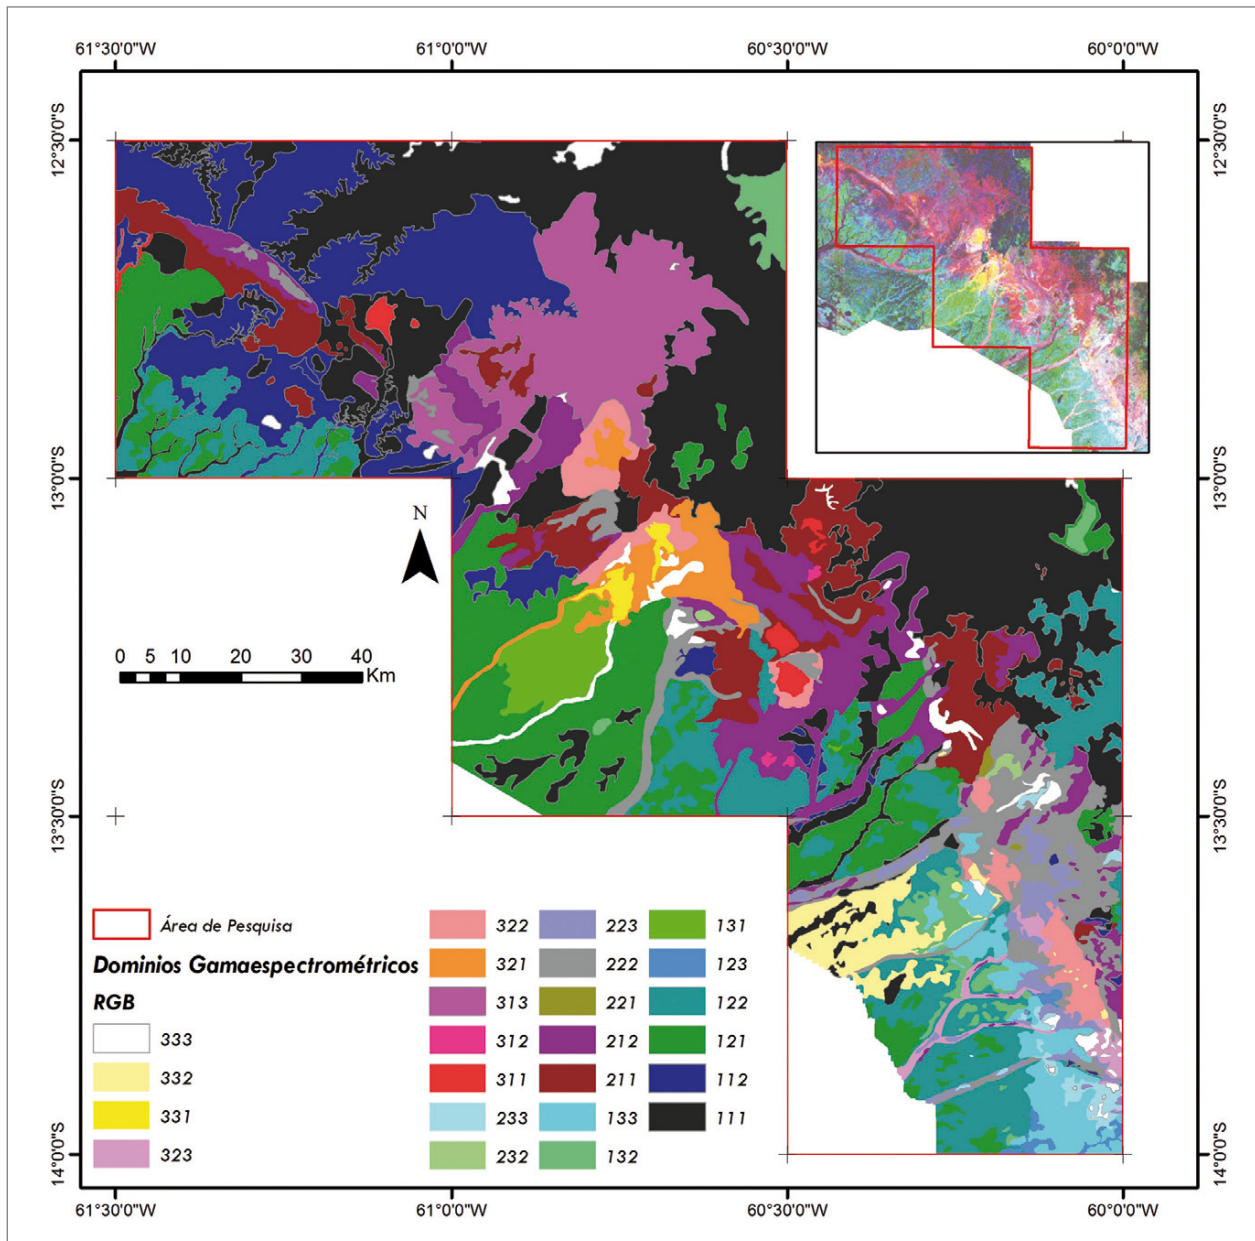 61°30'0"W 61°0'0"W 60°30'0"W 60°0'0"W
12°30'0"S 12°30'0"S
13°0'0"S 13°0'0"S
N
0 5 10 20 30 40 Km
13°30'0"S 13°30'0"S
Área de Pesquisa
Dominios Gamaespectrométricos
RGB
333
332
331
323
322
321
313
312
311
233
232
223
222
221
212
211
133
132
131
123
122
121
112
111
14°0'0"S 14°0'0"S
61°30'0"W 61°0'0"W 60°30'0"W 60°0'0"W